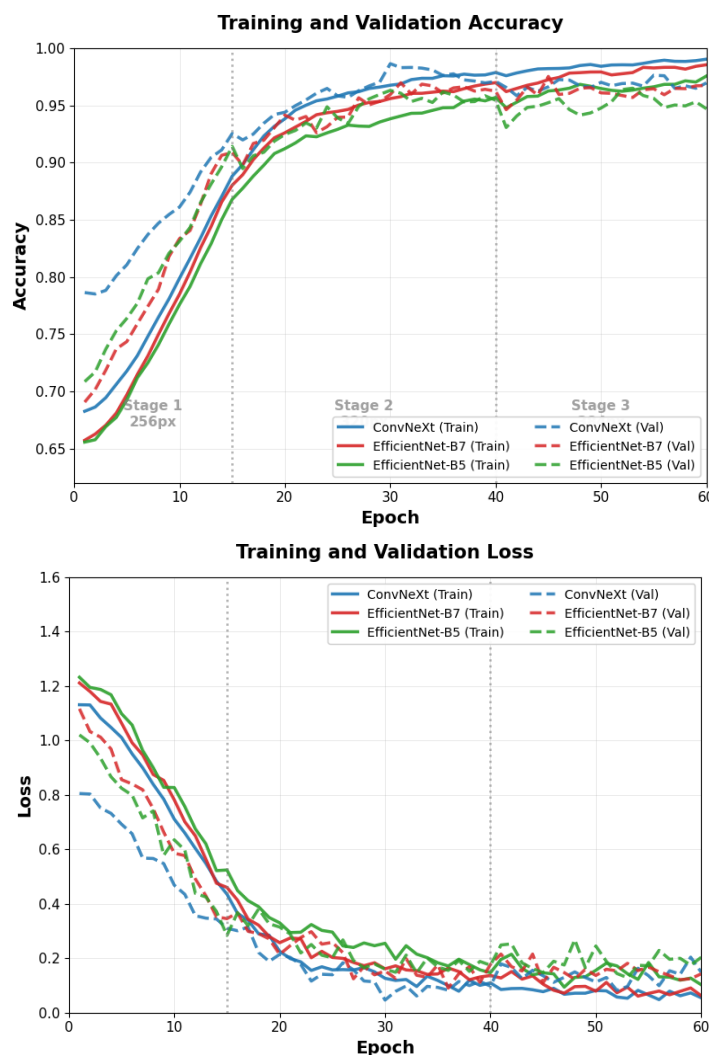 Training and Validation Accuracy
1.00
0.95
0.90
0.85
0.80
0.75
0.70
0.65
Accuracy
Stage 1
256px
Stage 2
Stage 3
ConvNeXt (Train)
EfficientNet-B7 (Train)
EfficientNet-B5 (Train)
ConvNeXt (Val)
EfficientNet-B7 (Val)
EfficientNet-B5 (Val)
0 10 20 30 40 50 60
Epoch
Training and Validation Loss
1.6
1.4
1.2
1.0
0.8
0.6
0.4
0.2
0.0
Loss
ConvNeXt (Train)
EfficientNet-B7 (Train)
EfficientNet-B5 (Train)
ConvNeXt (Val)
EfficientNet-B7 (Val)
EfficientNet-B5 (Val)
0 10 20 30 40 50 60
Epoch